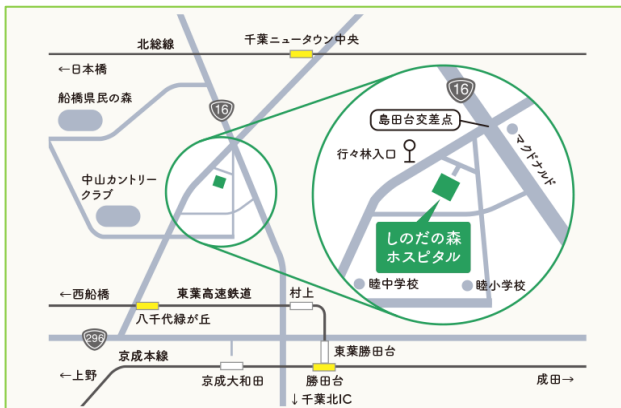 北総線
千葉ニュータウン中央
←日本橋
船橋県民の森
16
16
島田台交差点
マクドナルド
行々林入口
中山カントリー
クラブ
しのだの森
ホスピタル
睦中学校
睦小学校
←西船橋
東葉高速鉄道
村上
八千代緑が丘
296
京成本線
東葉勝田台
←上野
京成大和田
勝田台
成田→
↓千葉北IC